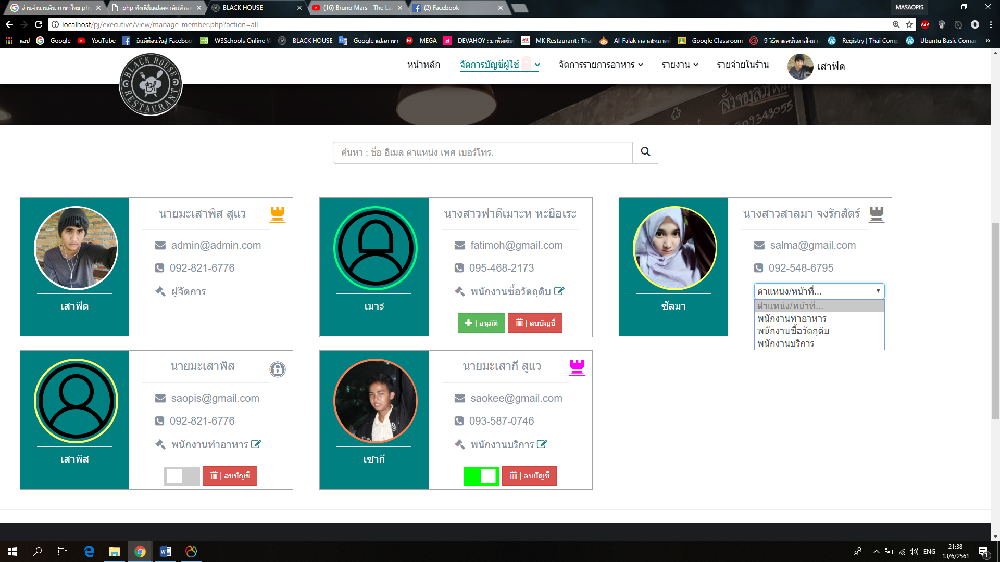 อ่านจำนวนเงิน ภาษาไทย php
php ฟังก์ชั่นแปลงค่าเงินตัวเลข
BLACK HOUSE
(16) Bruno Mars - The La
(2) Facebook
MASAOPIS
localhost/pj/executive/view/manage_member.php?action=all
ABP
แอป
Google
YouTube
ยินดีต้อนรับสู่ Faceboo
W3Schools Online W
BLACK HOUSE
Google แปลภาษา
MEGA
DEVAHOY : มาหัดเขีย
MK Restaurant : Thai
Al-Falak เวลาละหมาด
Google Classroom
9 วิธีหาแรงบันดาลใจมา
Registry | Thai Comp
Ubuntu Basic Coman
»
BLACK HOUSE
BH
RESTAURANT
หน้าหลัก
จัดการบัญชีผู้ใช้
จัดการรายการอาหาร
รายงาน
รายจ่ายในร้าน
เสาฟิด
ค้นหา : ชื่อ อีเมล ตำแหน่ง เพศ เบอร์โทร.
นายมะเสาพิส สูแว
admin@admin.com
092-821-6776
ผู้จัดการ
เสาฟิด
นางสาวฟาตีเมาะห หะยีอเระ
fatimoh@gmail.com
095-468-2173
พนักงานซื้อวัตถุดิบ
เมาะ
| อนุมัติ
| ลบบัญชี
นางสาวสาลมา จงรักสัตร์
salma@gmail.com
092-548-6795
ตำแหน่ง/หน้าที่...
ตำแหน่ง/หน้าที่...
พนักงานทำอาหาร
พนักงานซื้อวัตถุดิบ
พนักงานบริการ
ซัลมา
นายมะเสาพิส
saopis@gmail.com
092-821-6776
พนักงานทำอาหาร
เสาพิส
| ลบบัญชี
นายมะเสากี สูแว
saokee@gmail.com
093-587-0746
พนักงานบริการ
เซากี
| ลบบัญชี
ENG
21:38
13/6/2561
1